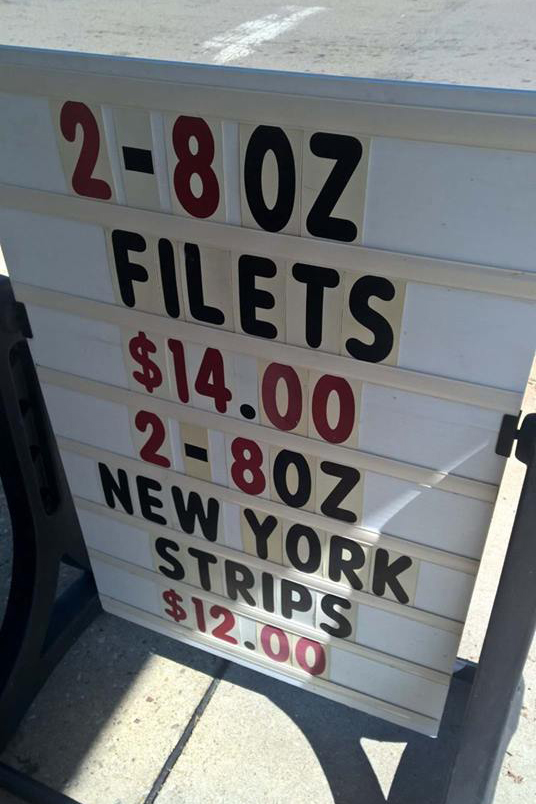 2-8OZ
FILETS
$14.00
2-8OZ
NEW YORK
STRIPS
$12.00